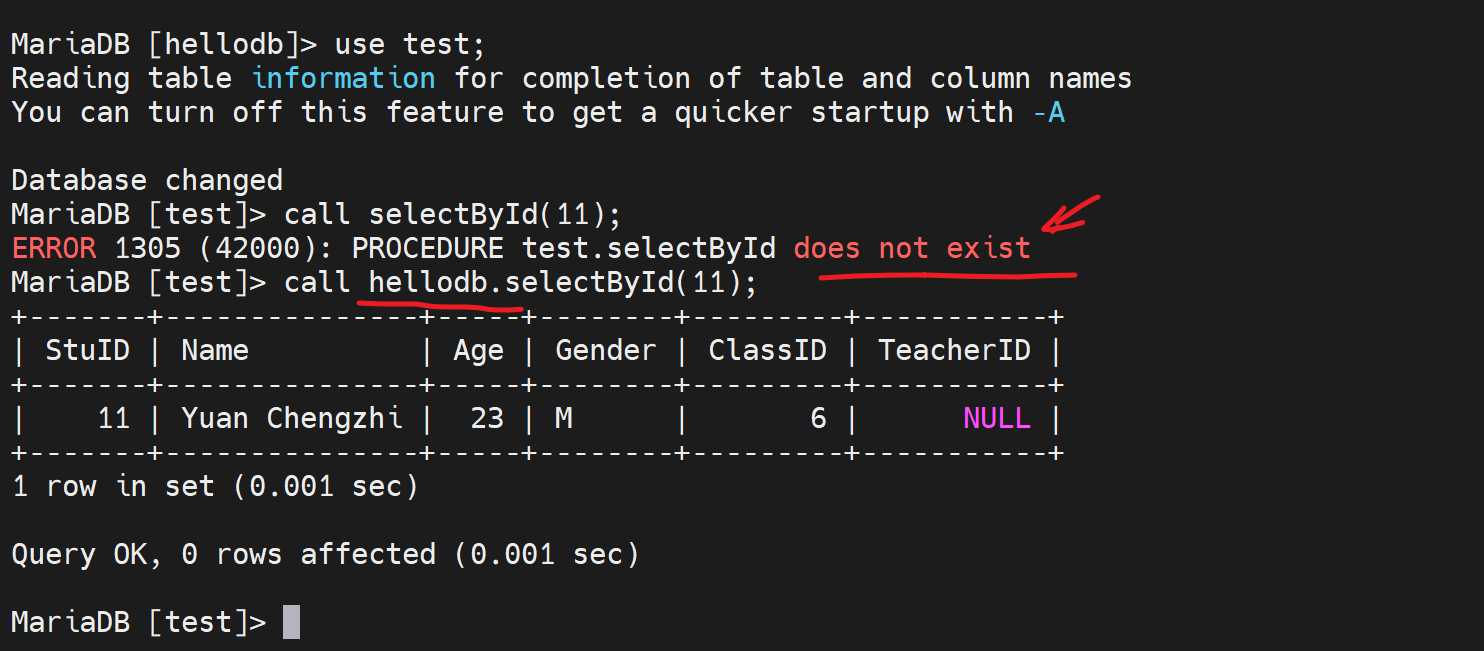 MariaDB [hellodb]> use test;
Reading table information for completion of table and column names
You can turn off this feature to get a quicker startup with -A
Database changed
MariaDB [test]> call selectById(11);
ERROR 1305 (42000): PROCEDURE test.selectById does not exist
MariaDB [test]> call hellodb.selectById(11);
+-------+---------------+-----+--------+---------+-----------+
| StuID | Name          | Age | Gender | ClassID | TeacherID |
+-------+---------------+-----+--------+---------+-----------+
|    11 | Yuan Chengzhi |  23 | M      |       6 |      NULL |
+-------+---------------+-----+--------+---------+-----------+
1 row in set (0.001 sec)
Query OK, 0 rows affected (0.001 sec)
MariaDB [test]>